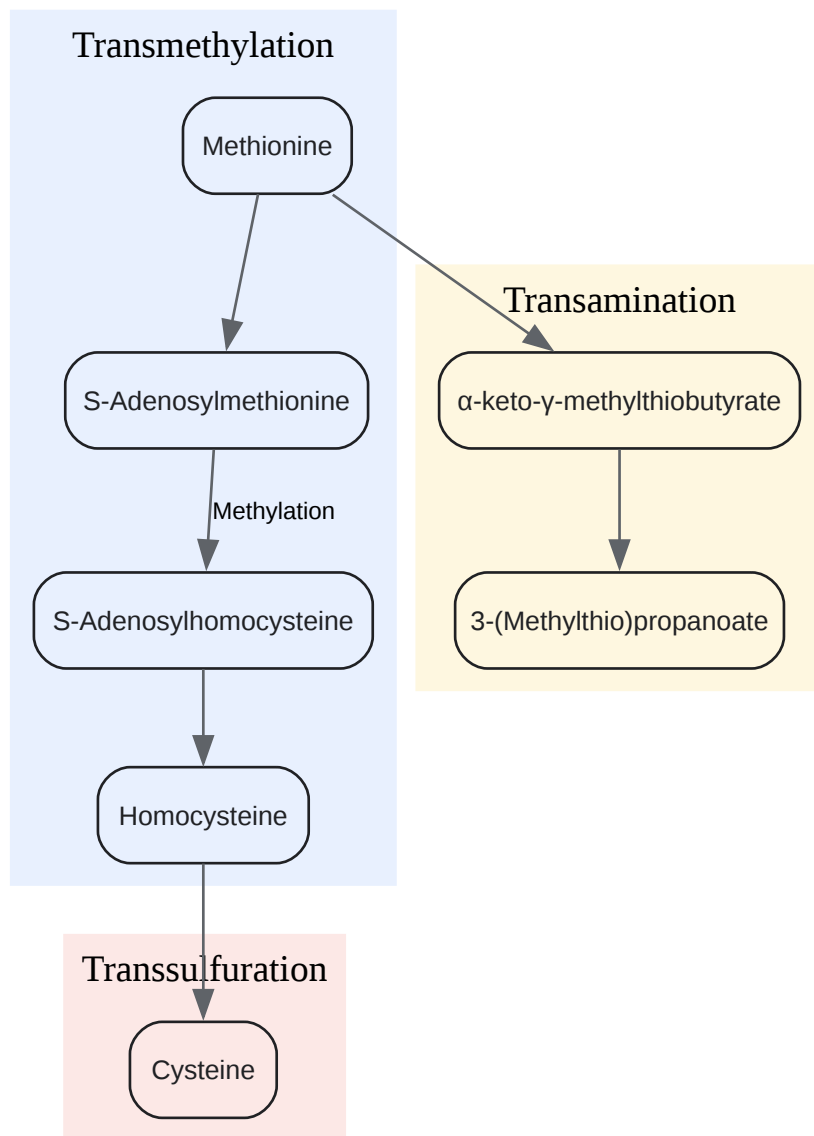 Transmethylation
Methionine
Transamination
S-Adenosylmethionine
α-keto-γ-methylthiobutyrate
Methylation
S-Adenosylhomocysteine
3-(Methylthio)propanoate
Homocysteine
Transsulfuration
Cysteine